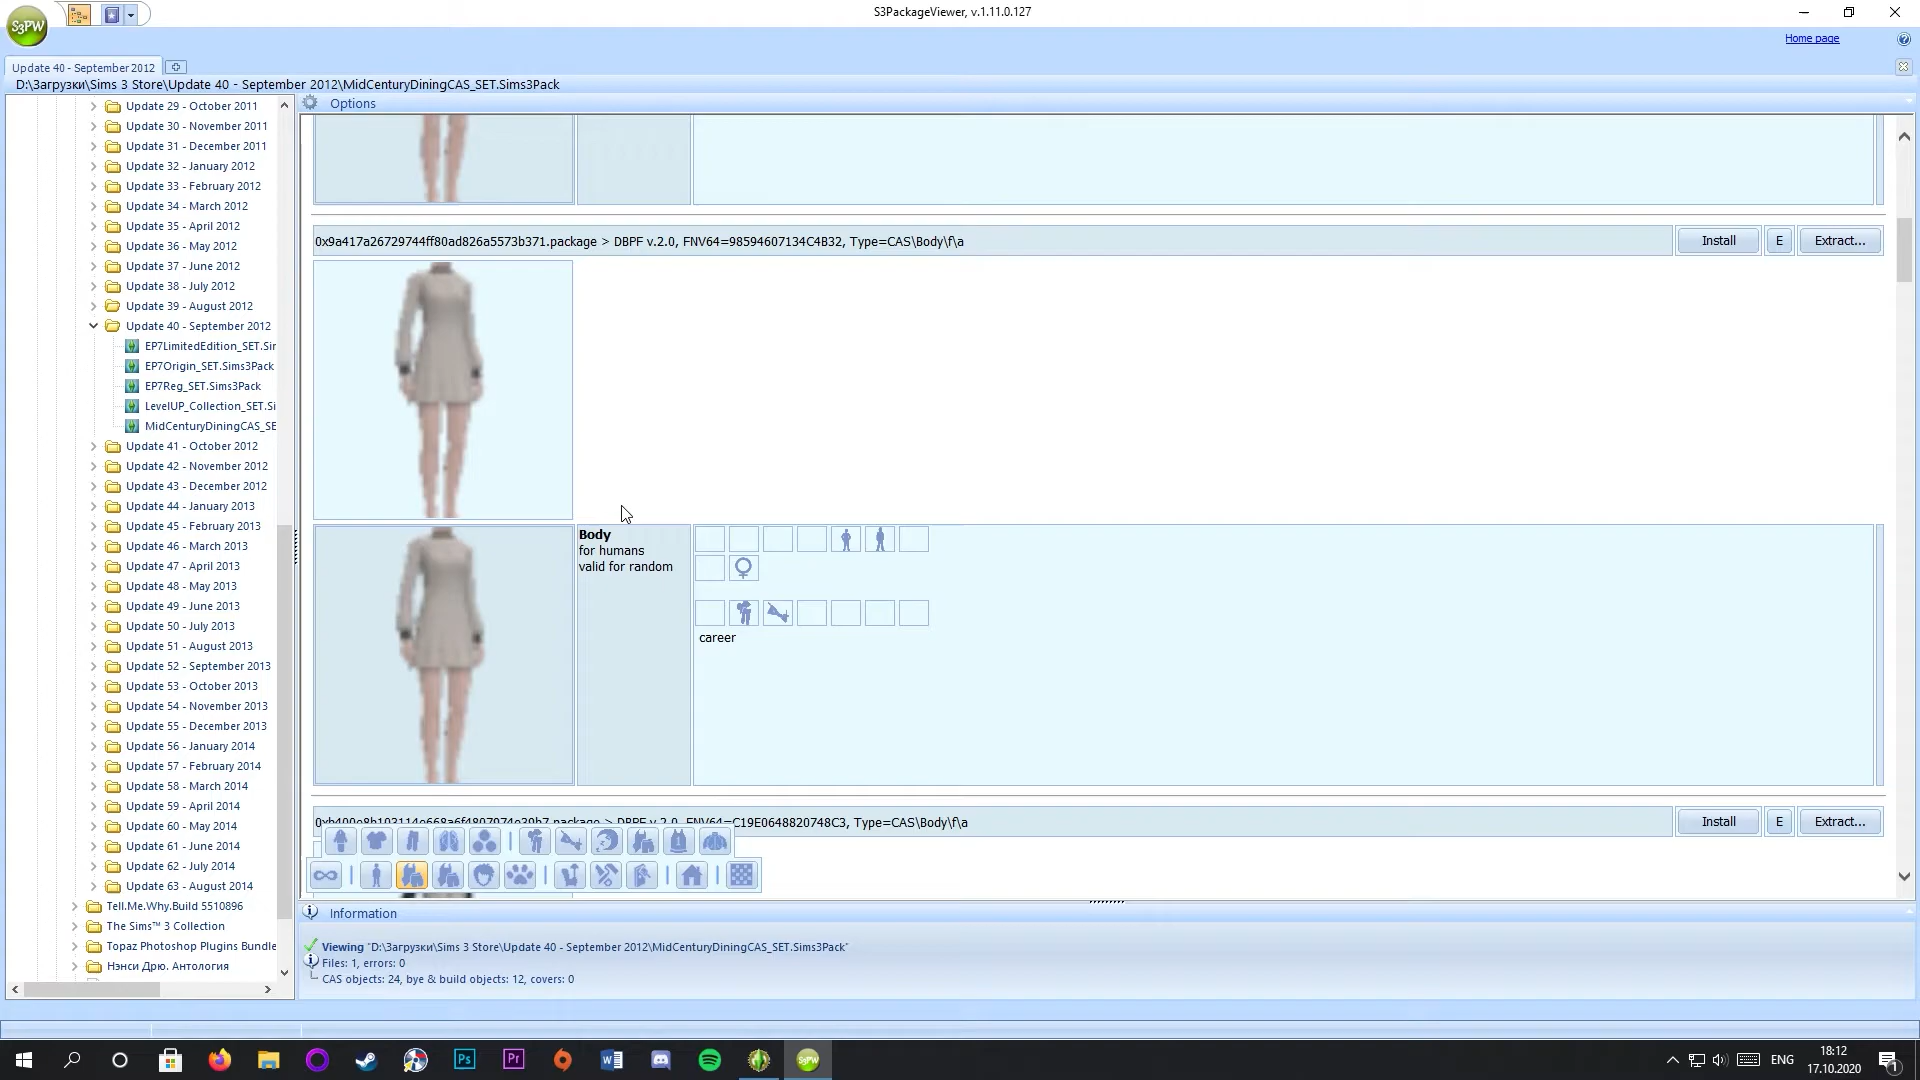 S3PW
S3PackageViewer, v.1.11.0.127
Home page
Update 40 - September 2012
D:\Загрузки\Sims 3 Store\Update 40 - September 2012\MidCenturyDiningCAS_SET.Sims3Pack
Update 29 - October 2011
Update 30 - November 2011
Update 31 - December 2011
Update 32 - January 2012
Update 33 - February 2012
Update 34 - March 2012
Update 35 - April 2012
Update 36 - May 2012
Update 37 - June 2012
Update 38 - July 2012
Update 39 - August 2012
Update 40 - September 2012
EP7LimitedEdition_SET.Sir
EP7Origin_SET.Sims3Pack
EP7Reg_SET.Sims3Pack
LevelUP_Collection_SET.Si
MidCenturyDiningCAS_SE
Update 41 - October 2012
Update 42 - November 2012
Update 43 - December 2012
Update 44 - January 2013
Update 45 - February 2013
Update 46 - March 2013
Update 47 - April 2013
Update 48 - May 2013
Update 49 - June 2013
Update 50 - July 2013
Update 51 - August 2013
Update 52 - September 2013
Update 53 - October 2013
Update 54 - November 2013
Update 55 - December 2013
Update 56 - January 2014
Update 57 - February 2014
Update 58 - March 2014
Update 59 - April 2014
Update 60 - May 2014
Update 61 - June 2014
Update 62 - July 2014
Update 63 - August 2014
Tell.Me.Why.Build 5510896
The Sims™ 3 Collection
Topaz Photoshop Plugins Bundle
Нэнси Дрю. Антология
Options
0x9a417a26729744ff80ad826a5573b371.package > DBPF v.2.0, FNV64=98594607134C4B32, Type=CAS\Body\f\a
Install E Extract...
Body
for humans
valid for random
career
DBPF v.2.0, FNV64=C19E0648820748C3, Type=CAS\Body\f\a
Install E Extract...
Information
Viewing "D:\Загрузки\Sims 3 Store\Update 40 - September 2012\MidCenturyDiningCAS_SET.Sims3Pack"
Files: 1, errors: 0
CAS objects: 24, bye & build objects: 12, covers: 0
Ps
Pr
S3PW
ENG
18:12
17.10.2020
1